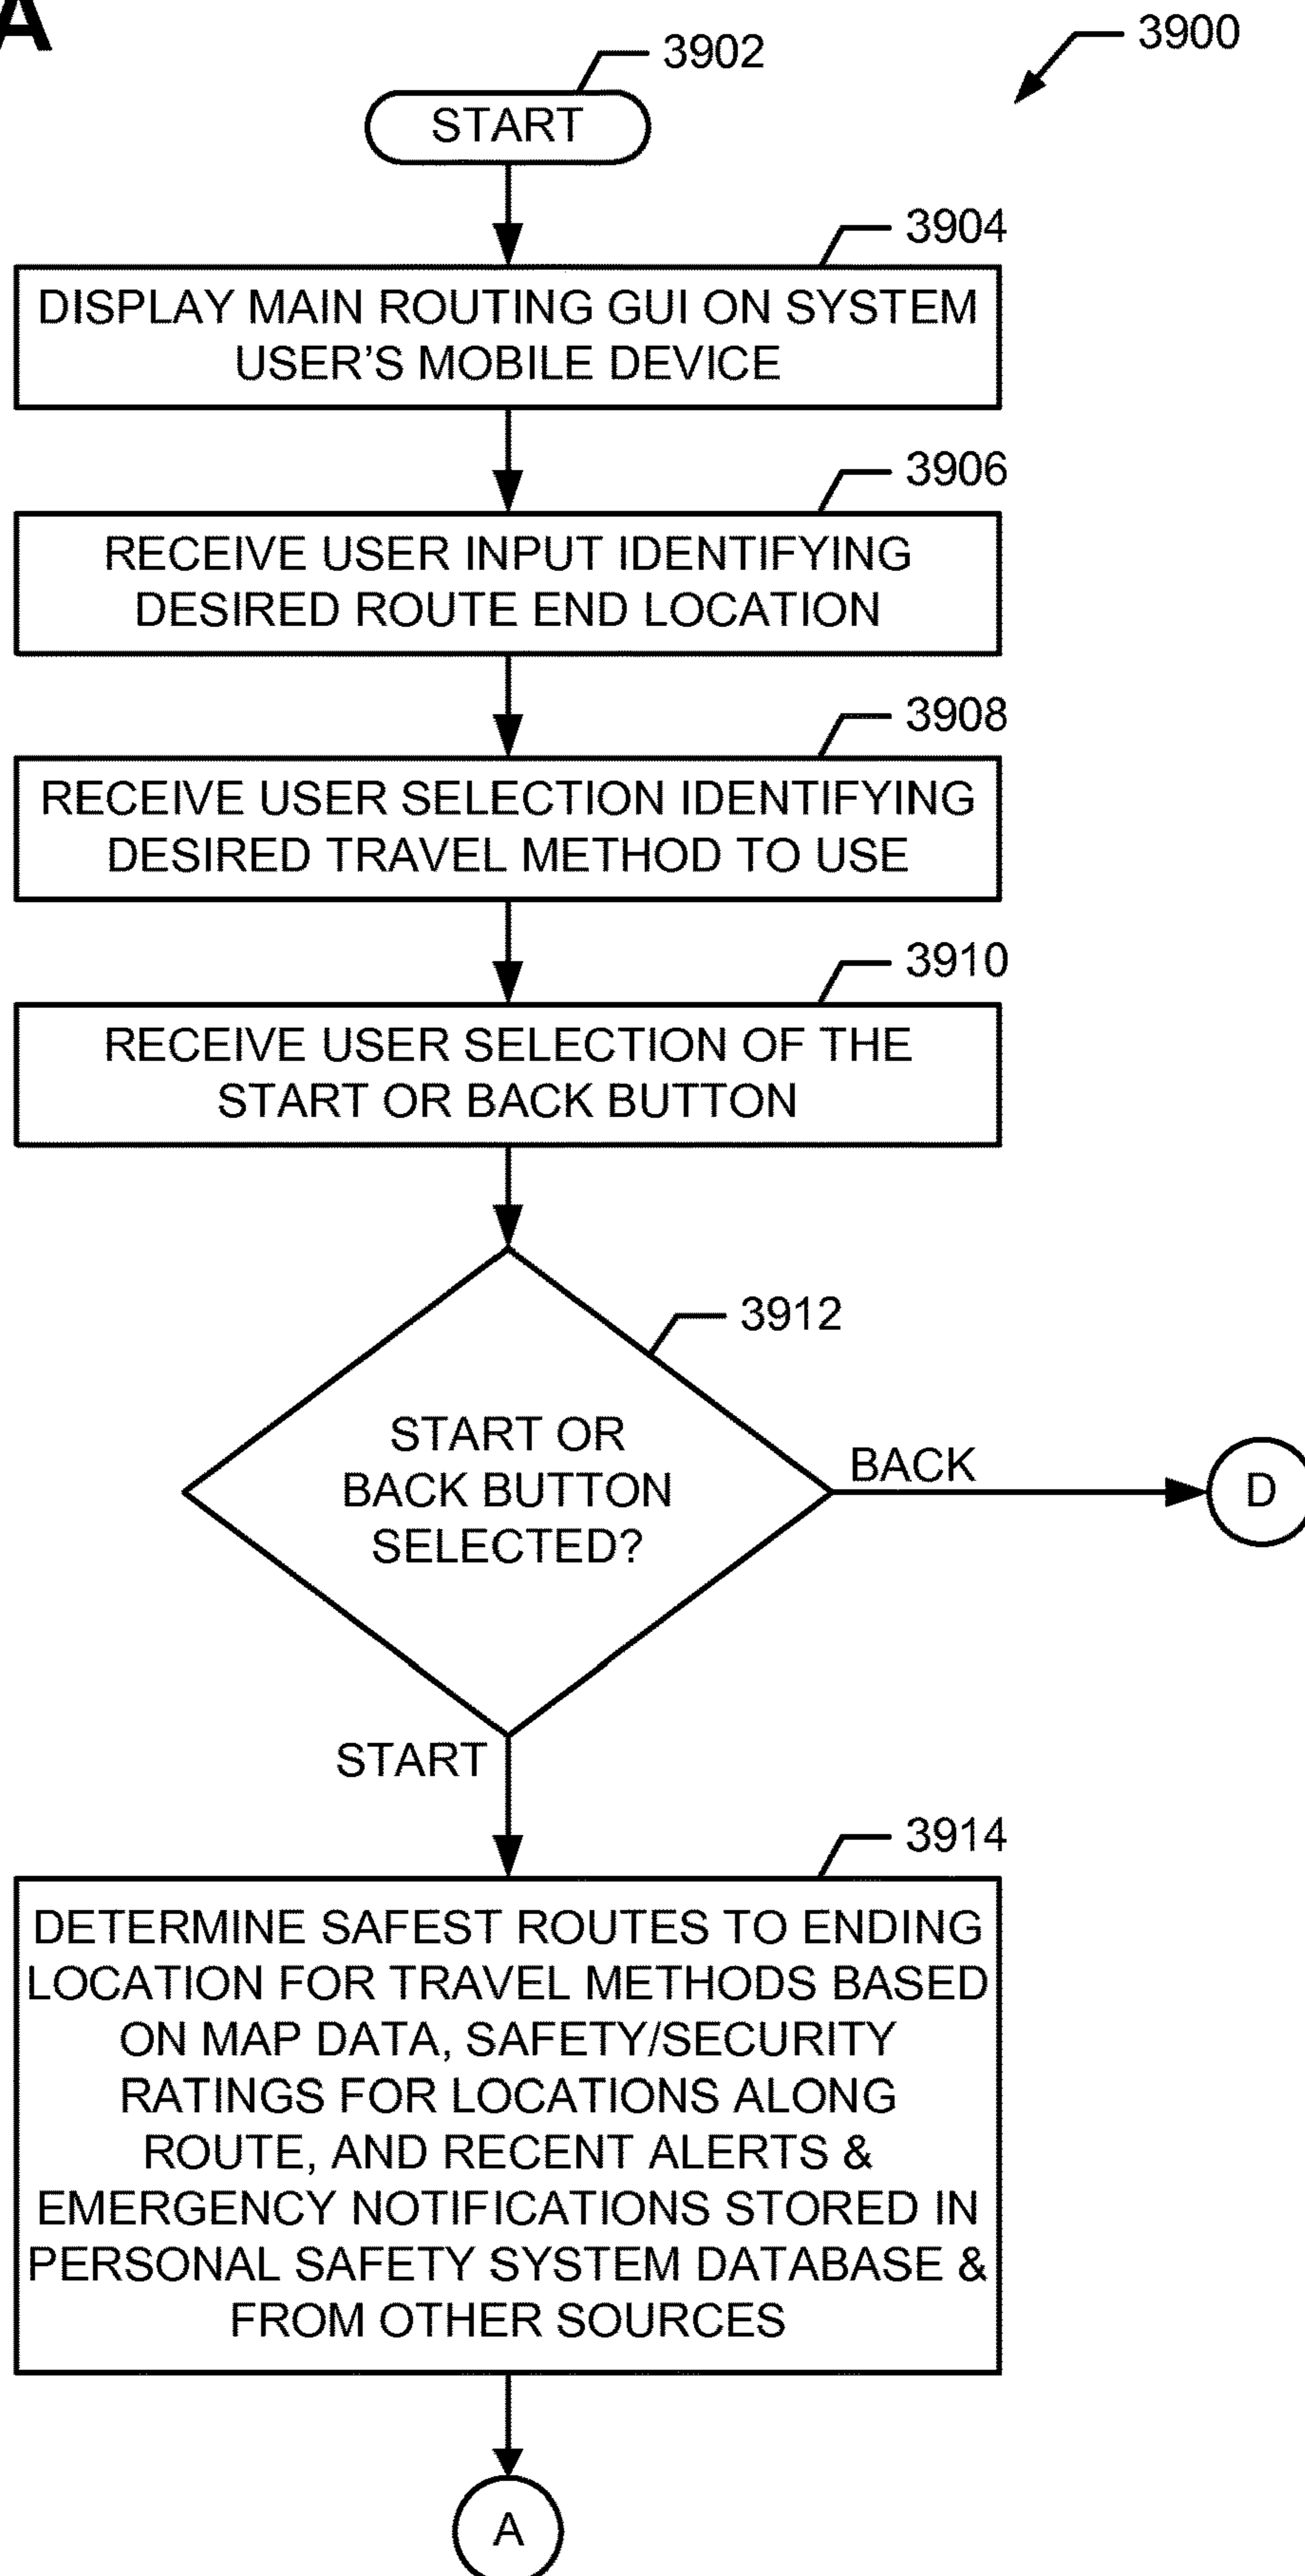 A
3900
3902
START
3904
DISPLAY MAIN ROUTING GUI ON SYSTEM
USER'S MOBILE DEVICE
3906
RECEIVE USER INPUT IDENTIFYING
DESIRED ROUTE END LOCATION
3908
RECEIVE USER SELECTION IDENTIFYING
DESIRED TRAVEL METHOD TO USE
3910
RECEIVE USER SELECTION OF THE
START OR BACK BUTTON
3912
START OR
BACK BUTTON
SELECTED?
BACK
D
START
3914
DETERMINE SAFEST ROUTES TO ENDING
LOCATION FOR TRAVEL METHODS BASED
ON MAP DATA, SAFETY/SECURITY
RATINGS FOR LOCATIONS ALONG
ROUTE, AND RECENT ALERTS &
EMERGENCY NOTIFICATIONS STORED IN
PERSONAL SAFETY SYSTEM DATABASE &
FROM OTHER SOURCES
A